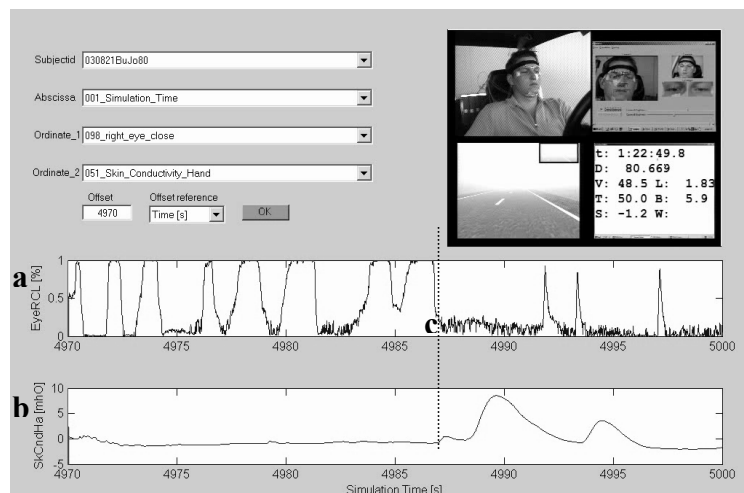 Subjectid 030821BuJo80
Abscissa 001_Simulation_Time
Ordinate_1 098_right_eye_close
Ordinate_2 051_Skin_Conductivity_Hand
Offset Offset reference
4970 Time [s] OK
t: 1:22:49.8
D: 80.669
V: 48.5 L: 1.83
T: 50.0 B: 5.9
S: -1.2 W:
a
EyeRCL [%]
1
0.5
0
c
4970 4975 4980 4985 4990 4995 5000
b
SkCndHa [mhO]
10
5
0
-5
4970 4975 4980 4985 4990 4995 5000
Simulation Time [s]